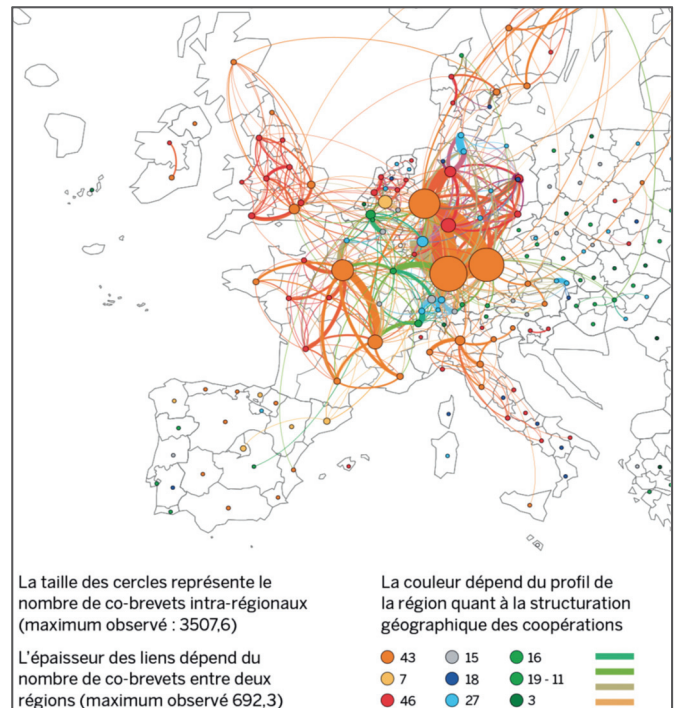 La taille des cercles représente le
nombre de co-brevets intra-régionaux
(maximum observé : 3507,6)
L'épaisseur des liens dépend du
nombre de co-brevets entre deux
régions (maximum observé 692,3)
La couleur dépend du profil de
la région quant à la structuration
géographique des coopérations
43 15 16
7 18 19 - 11
46 27 3